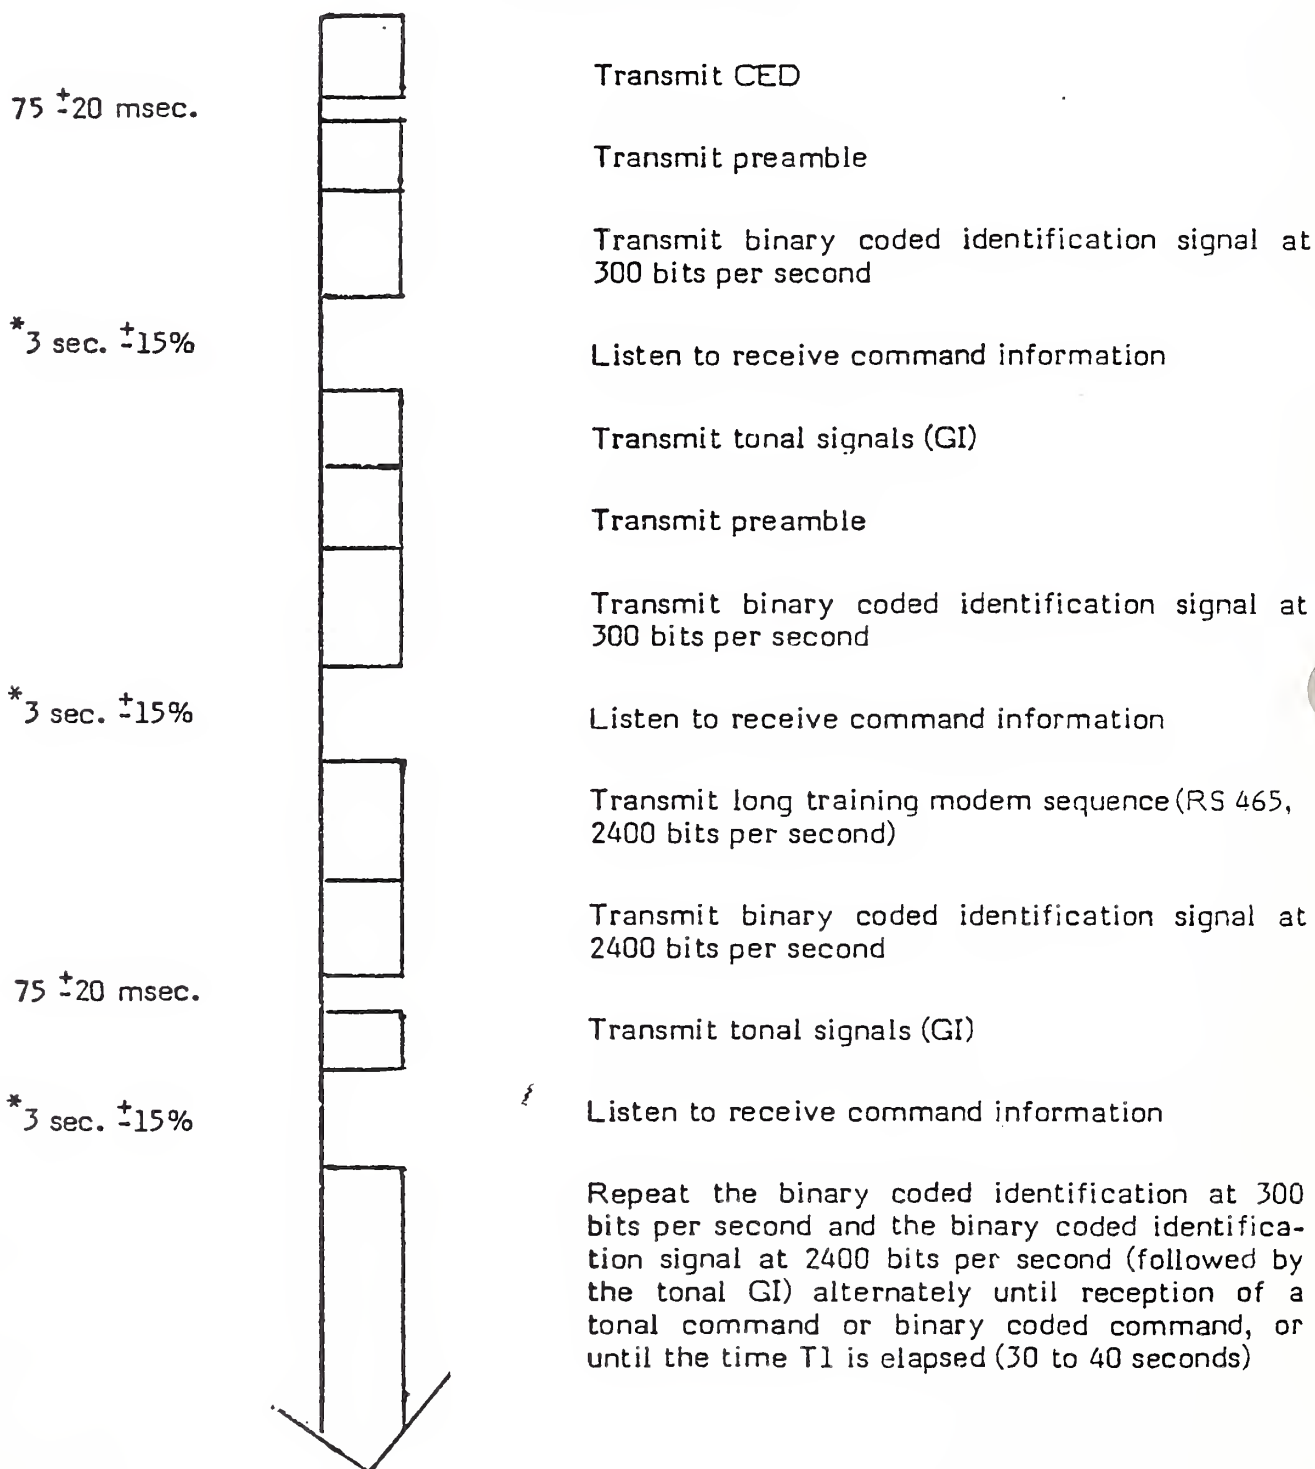 Transmit CED
75 ±20 msec.
Transmit preamble
Transmit binary coded identification signal at
300 bits per second
*3 sec. ±15%
Listen to receive command information
Transmit tonal signals (GI)
Transmit preamble
Transmit binary coded identification signal at
300 bits per second
*3 sec. ±15%
Listen to receive command information
Transmit long training modem sequence (RS 465,
2400 bits per second)
Transmit binary coded identification signal at
2400 bits per second
75 ±20 msec.
Transmit tonal signals (GI)
*3 sec. ±15%
Listen to receive command information
Repeat the binary coded identification at 300
bits per second and the binary coded identifica-
tion signal at 2400 bits per second (followed by
the tonal GI) alternately until reception of a
tonal command or binary coded command, or
until the time T1 is elapsed (30 to 40 seconds)